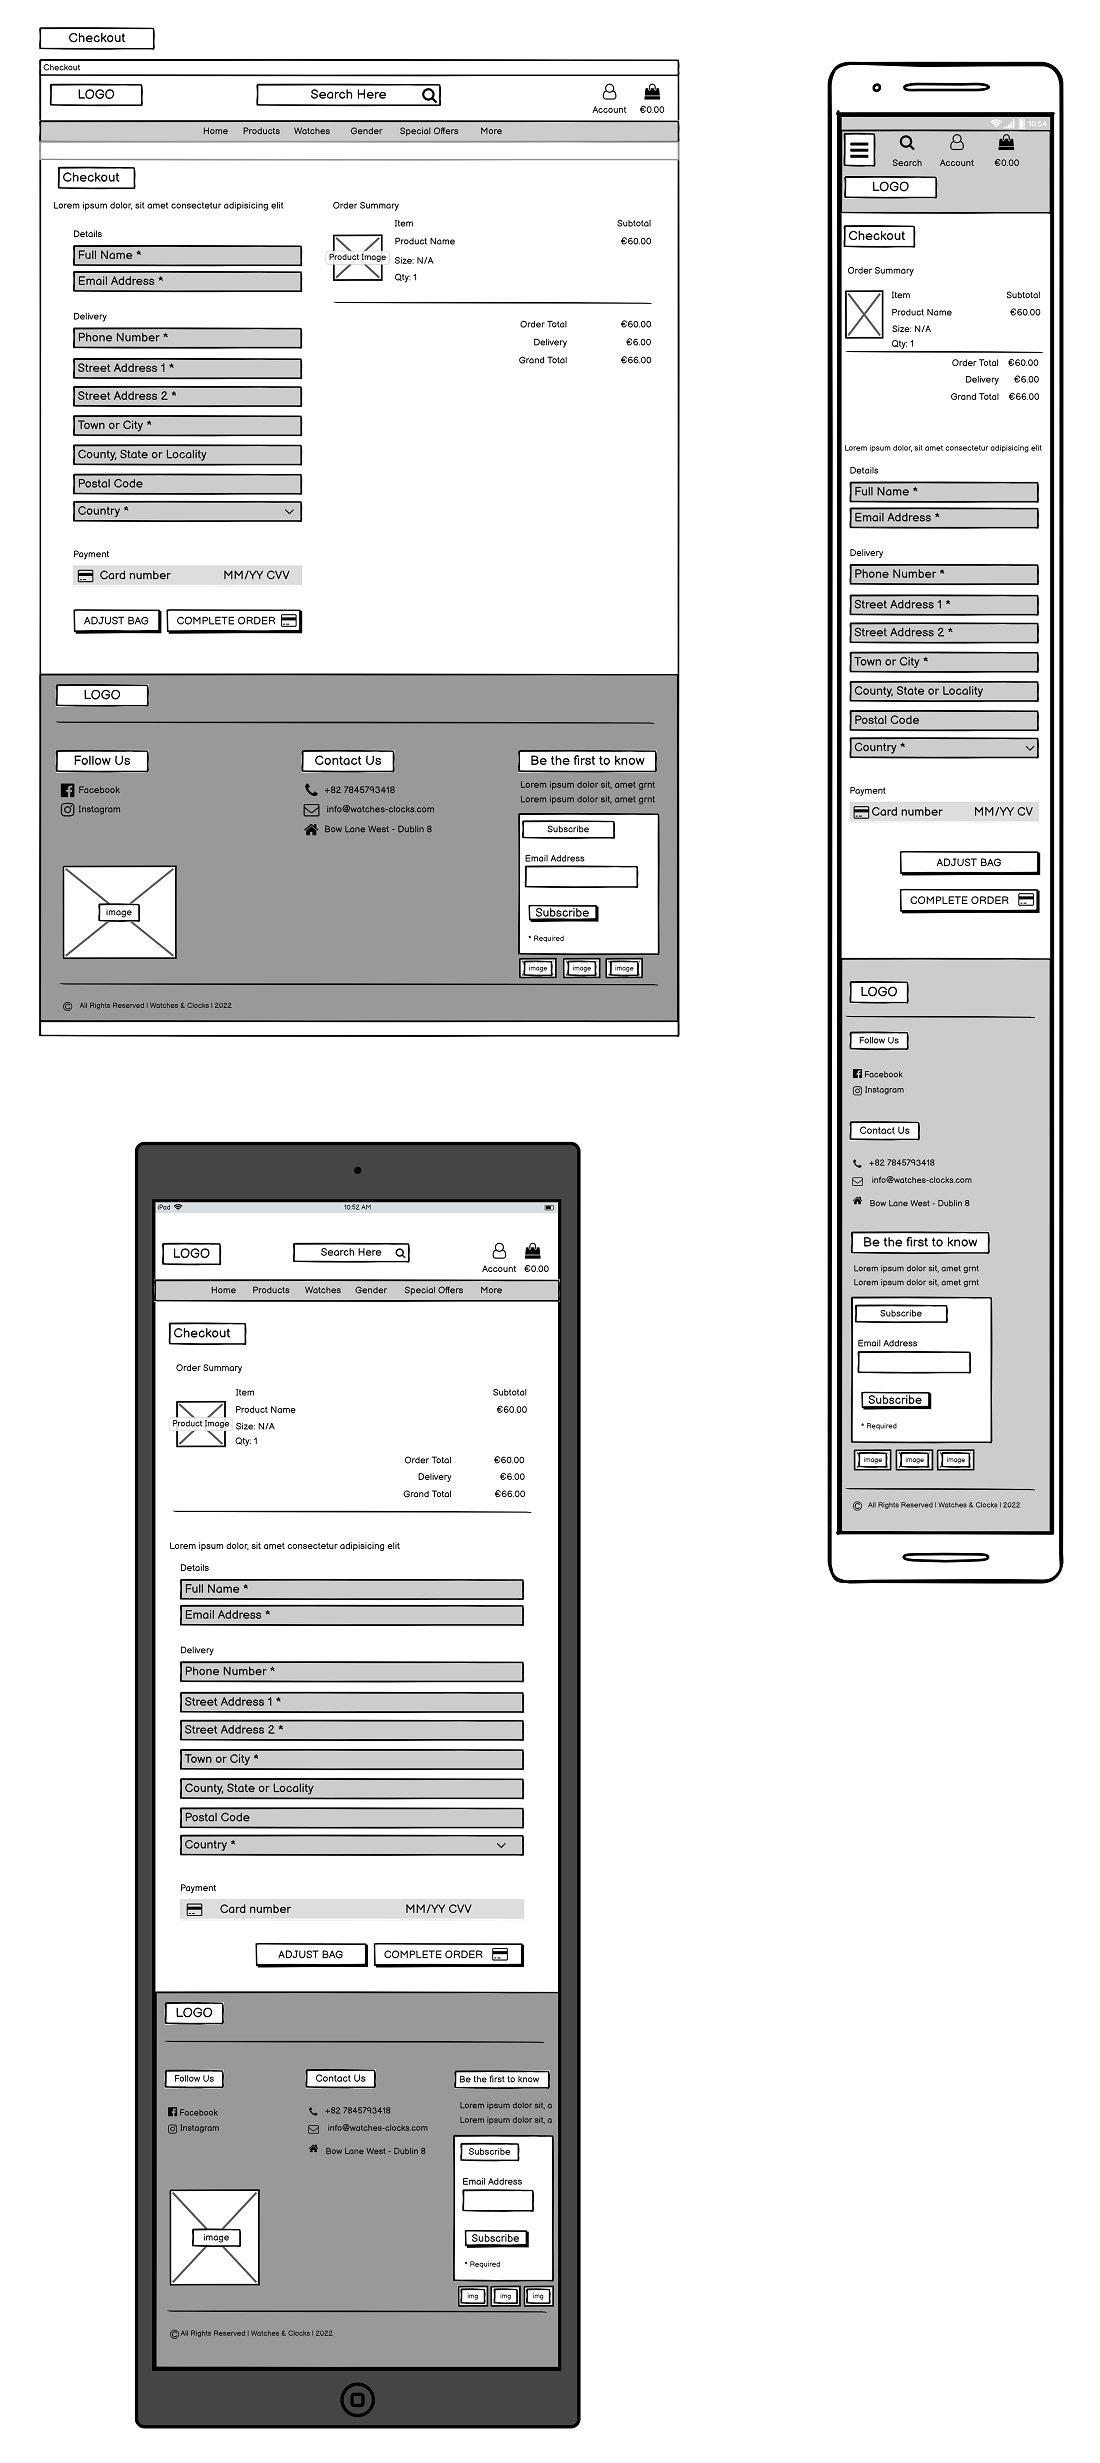 Checkout
Checkout
LOGO
Search Here
Account €0.00
Home Products Watches Gender Special Offers More
Checkout
Lorem ipsum dolor, sit amet consectetur adipisicing elit
Details
Full Name *
Email Address *
Delivery
Phone Number *
Street Address 1 *
Street Address 2 *
Town or City *
County, State or Locality
Postal Code
Country *
Payment
Card number MM/YY CVV
ADJUST BAG COMPLETE ORDER
Order Summary
Item Subtotal
Product Image
Product Name €60.00
Size: N/A
Qty: 1
Order Total €60.00
Delivery €6.00
Grand Total €66.00
LOGO
Follow Us
Facebook
Instagram
image
Contact Us
+82 7845793418
info@watches-clocks.com
Bow Lane West - Dublin 8
Be the first to know
Lorem ipsum dolor sit, amet grnt
Lorem ipsum dolor sit, amet grnt
Subscribe
Email Address
Subscribe
* Required
image image image
© All Rights Reserved | Watches & Clocks | 2022
10:54
Search Account €0.00
LOGO
Checkout
Order Summary
Item Subtotal
Product Name €60.00
Size: N/A
Qty: 1
Order Total €60.00
Delivery €6.00
Grand Total €66.00
Lorem ipsum dolor, sit amet consectetur adipisicing elit
Details
Full Name *
Email Address *
Delivery
Phone Number *
Street Address 1 *
Street Address 2 *
Town or City *
County, State or Locality
Postal Code
Country *
Payment
Card number MM/YY CV
ADJUST BAG
COMPLETE ORDER
LOGO
Follow Us
Facebook
Instagram
Contact Us
+82 7845793418
info@watches-clocks.com
Bow Lane West - Dublin 8
Be the first to know
Lorem ipsum dolor sit, amet grnt
Lorem ipsum dolor sit, amet grnt
Subscribe
Email Address
Subscribe
* Required
image image image
© All Rights Reserved | Watches & Clocks | 2022
iPad 10:52 AM
LOGO
Search Here
Account €0.00
Home Products Watches Gender Special Offers More
Checkout
Order Summary
Item Subtotal
Product Image
Product Name €60.00
Size: N/A
Qty: 1
Order Total €60.00
Delivery €6.00
Grand Total €66.00
Lorem ipsum dolor, sit amet consectetur adipisicing elit
Details
Full Name *
Email Address *
Delivery
Phone Number *
Street Address 1 *
Street Address 2 *
Town or City *
County, State or Locality
Postal Code
Country *
Payment
Card number MM/YY CVV
ADJUST BAG COMPLETE ORDER
LOGO
Follow Us
Facebook
Instagram
image
Contact Us
+82 7845793418
info@watches-clocks.com
Bow Lane West - Dublin 8
Be the first to know
Lorem ipsum dolor sit, a
Lorem ipsum dolor sit, a
Subscribe
Email Address
Subscribe
* Required
img img img
© All Rights Reserved | Watches & Clocks | 2022